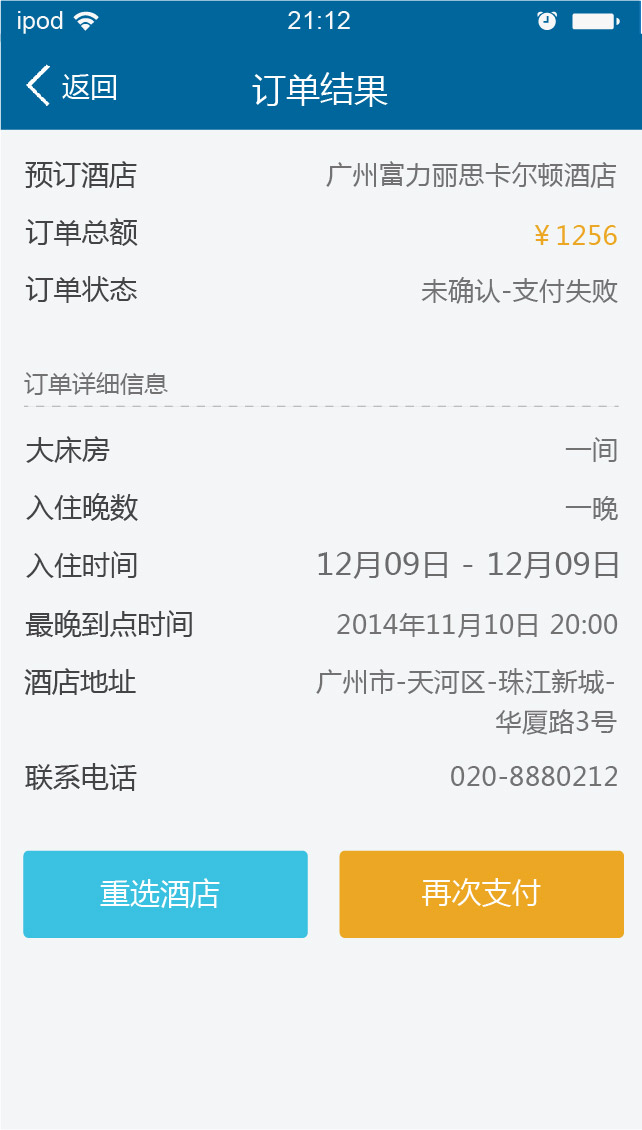 ipod 21:12
返回 订单结果
预订酒店 广州富力丽思卡尔顿酒店
订单总额 ¥1256
订单状态 未确认-支付失败
订单详细信息
大床房 一间
入住晚数 一晚
入住时间 12月09日 - 12月09日
最晚到点时间 2014年11月10日 20:00
酒店地址 广州市-天河区-珠江新城-
华厦路3号
联系电话 020-8880212
重选酒店 再次支付